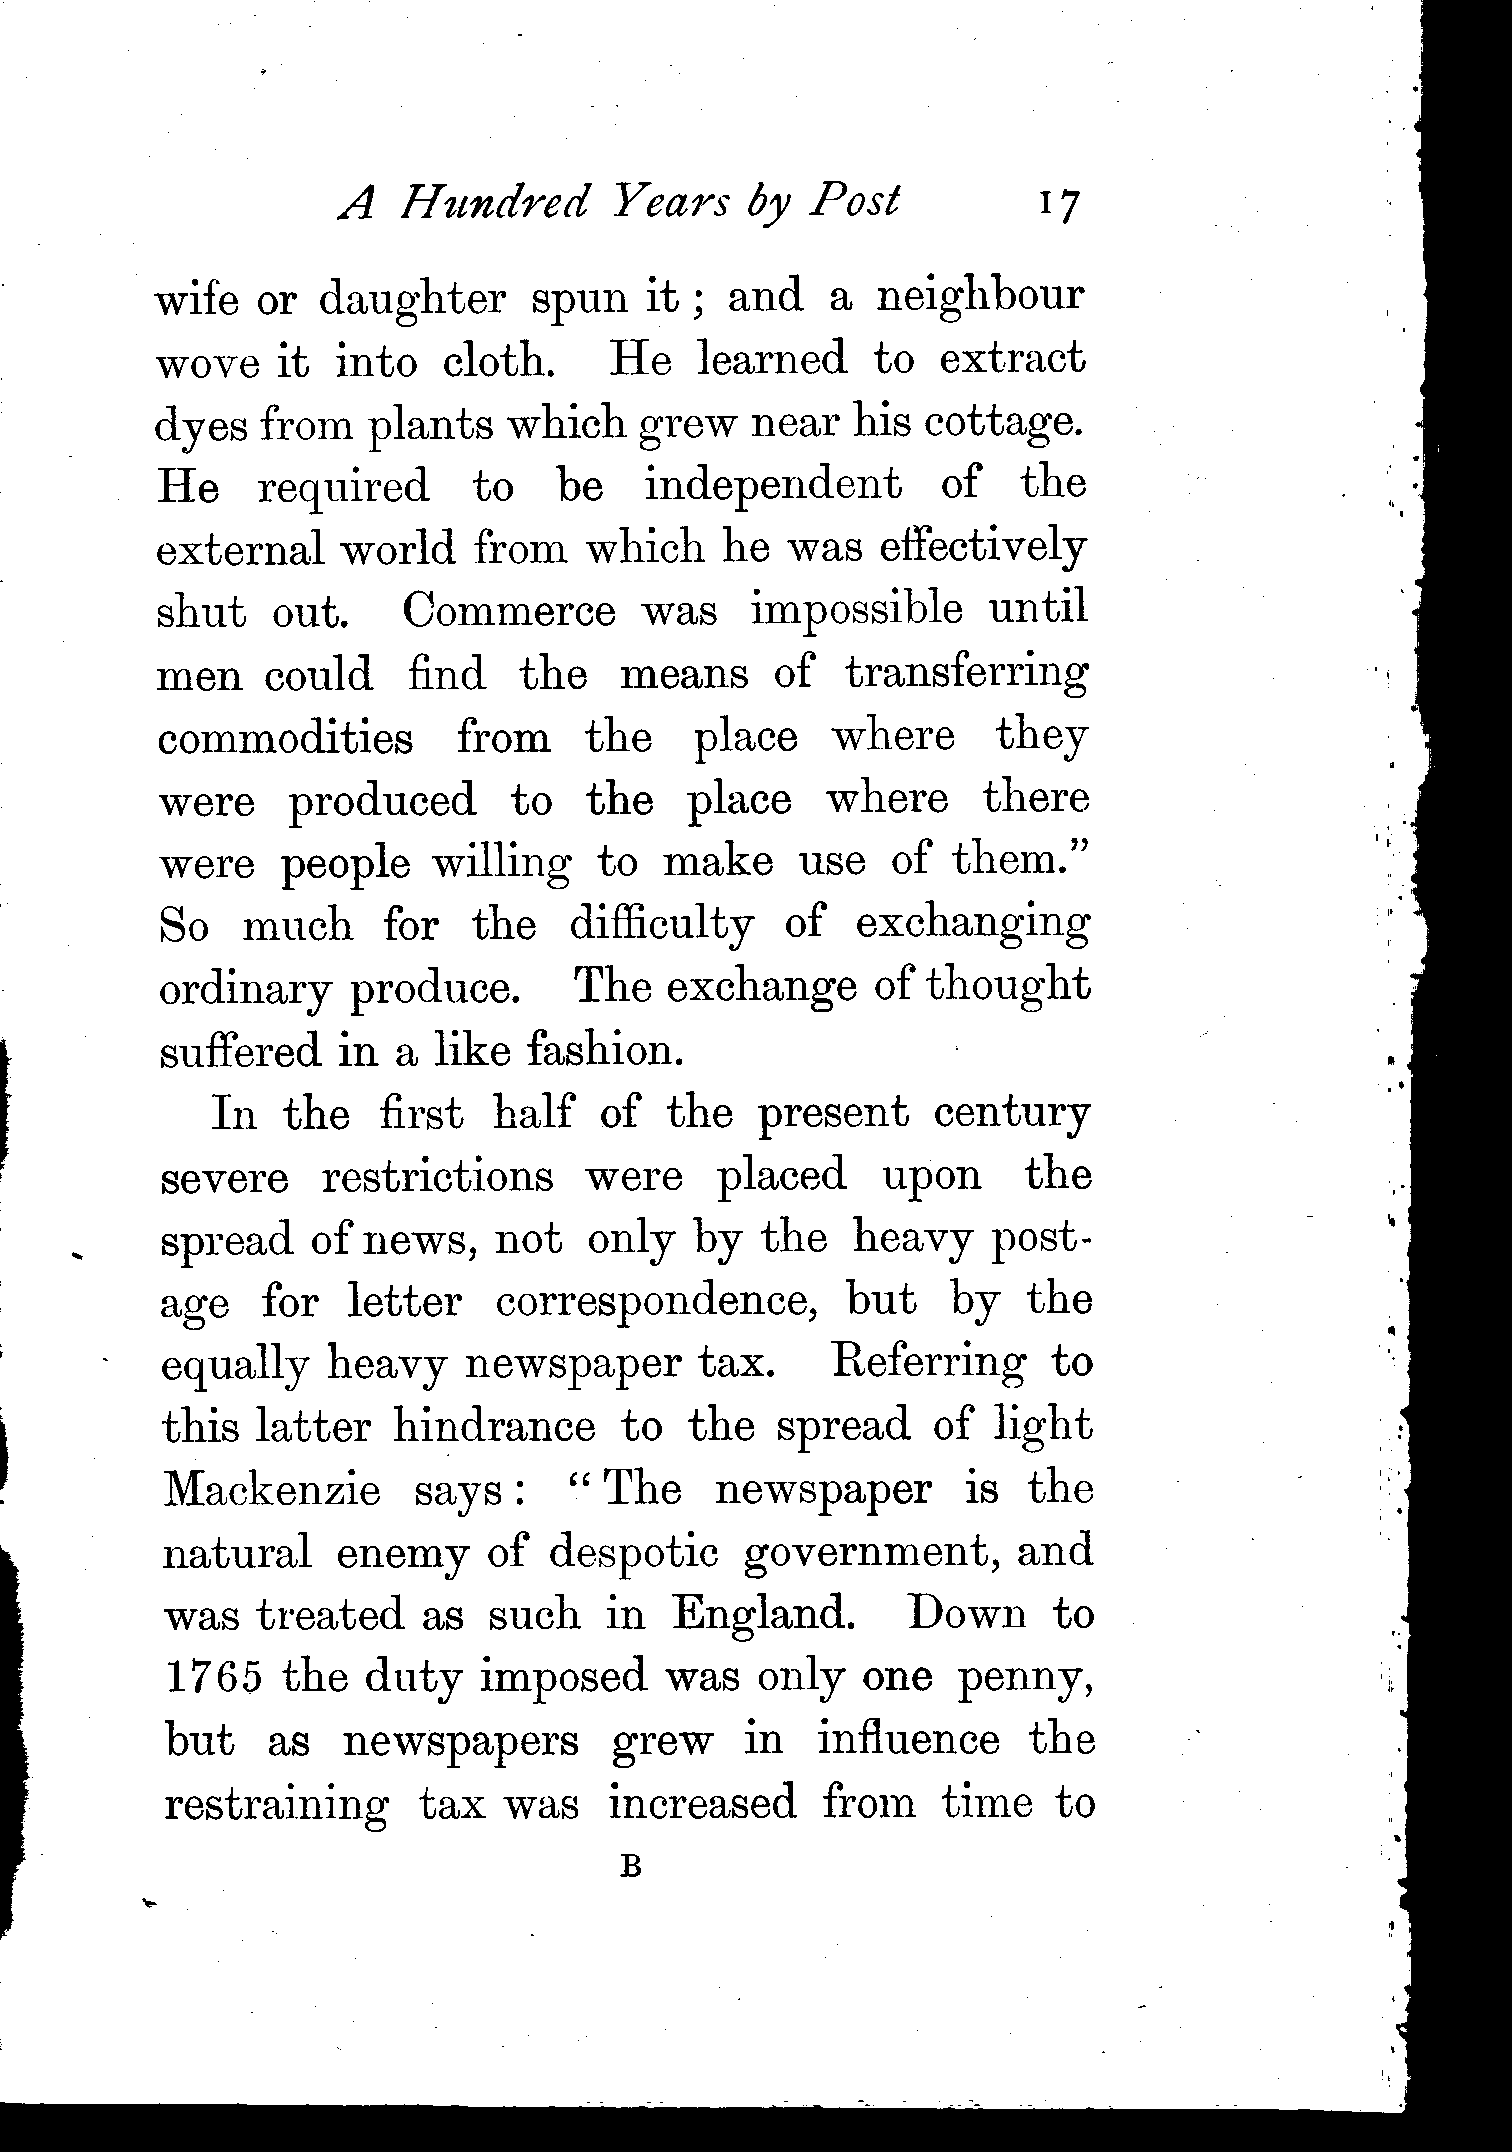 A Hundred Years by Post 17
wife or daughter spun it ; and a neighbour
wove it into cloth. He learned to extract
dyes from plants which grew near his cottage.
He required to be independent of the
external world from which he was effectively
shut out. Commerce was impossible until
men could find the means of transferring
commodities from the place where they
were produced to the place where there
were people willing to make use of them.”
So much for the difficulty of exchanging
ordinary produce. The exchange of thought
suffered in a like fashion.
In the first half of the present century
severe restrictions were placed upon the
spread of news, not only by the heavy post-
age for letter correspondence, but by the
equally heavy newspaper tax. Referring to
this latter hindrance to the spread of light
Mackenzie says : “ The newspaper is the
natural enemy of despotic government, and
was treated as such in England. Down to
1765 the duty imposed was only one penny,
but as newspapers grew in influence the
restraining tax was increased from time to
B